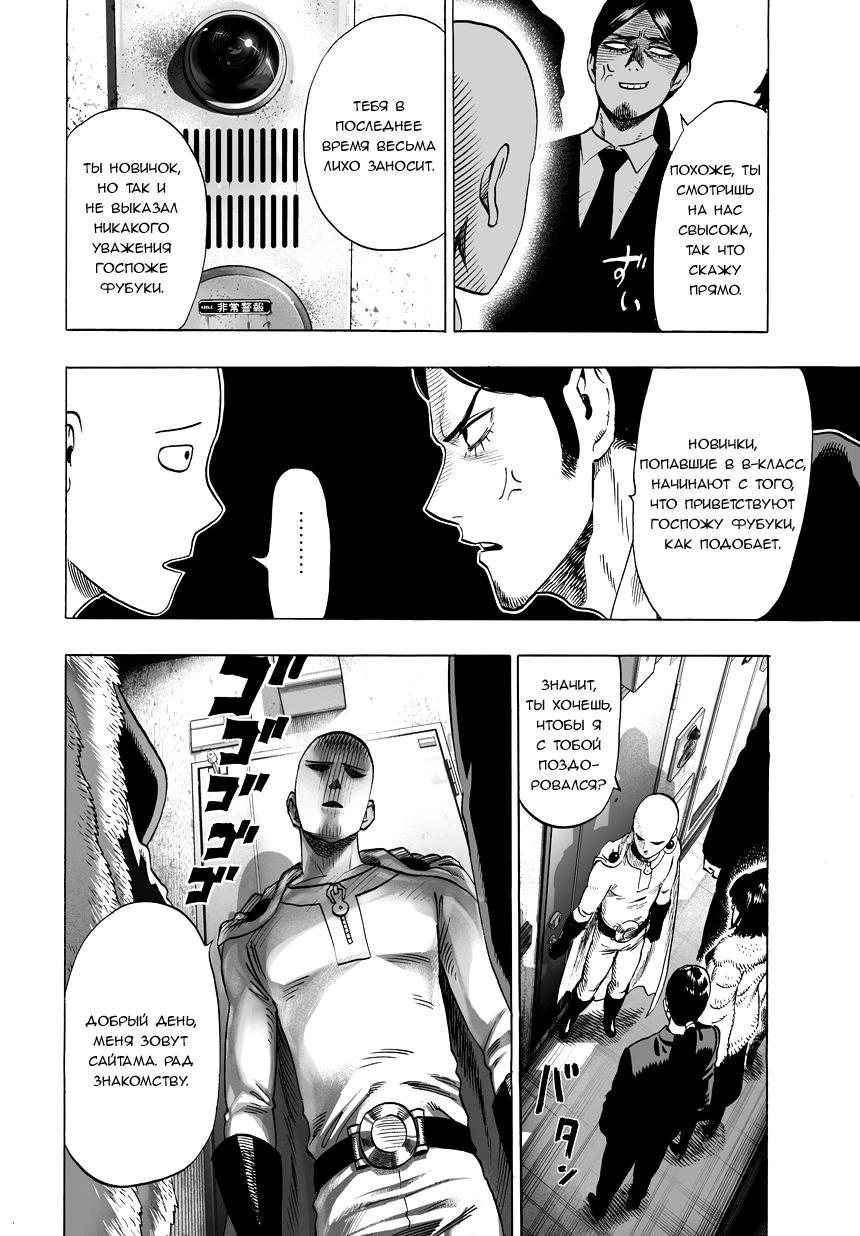 ПОХОЖЕ, ТЫ
СМОТРИШЬ
НА НАС
СВЫСОКА,
ТАК ЧТО
СКАЖУ
ПРЯМО.
ずい
ТЕБЯ В
ПОСЛЕДНЕЕ
ВРЕМЯ ВЕСЬМА
ЛИХО ЗАНОСИТ.
ТЫ НОВИЧОК,
НО ТАК И
НЕ ВЫКАЗАЛ
НИКАКОГО
УВАЖЕНИЯ
ГОСПОЖЕ
ФУБУКИ.
非常警報
НОВИЧКИ,
ПОПАВШИЕ В В-КЛАСС,
НАЧИНАЮТ С ТОГО,
ЧТО ПРИВЕТСТВУЮТ
ГОСПОЖУ ФУБУКИ,
КАК ПОДОБАЕТ.
........
ЗНАЧИТ,
ТЫ ХОЧЕШЬ,
ЧТОБЫ Я
С ТОБОЙ
ПОЗДО-
РОВАЛСЯ?
バタン
ゴゴゴゴゴ
ДОБРЫЙ ДЕНЬ,
МЕНЯ ЗОВУТ
САЙТАМА. РАД
ЗНАКОМСТВУ.